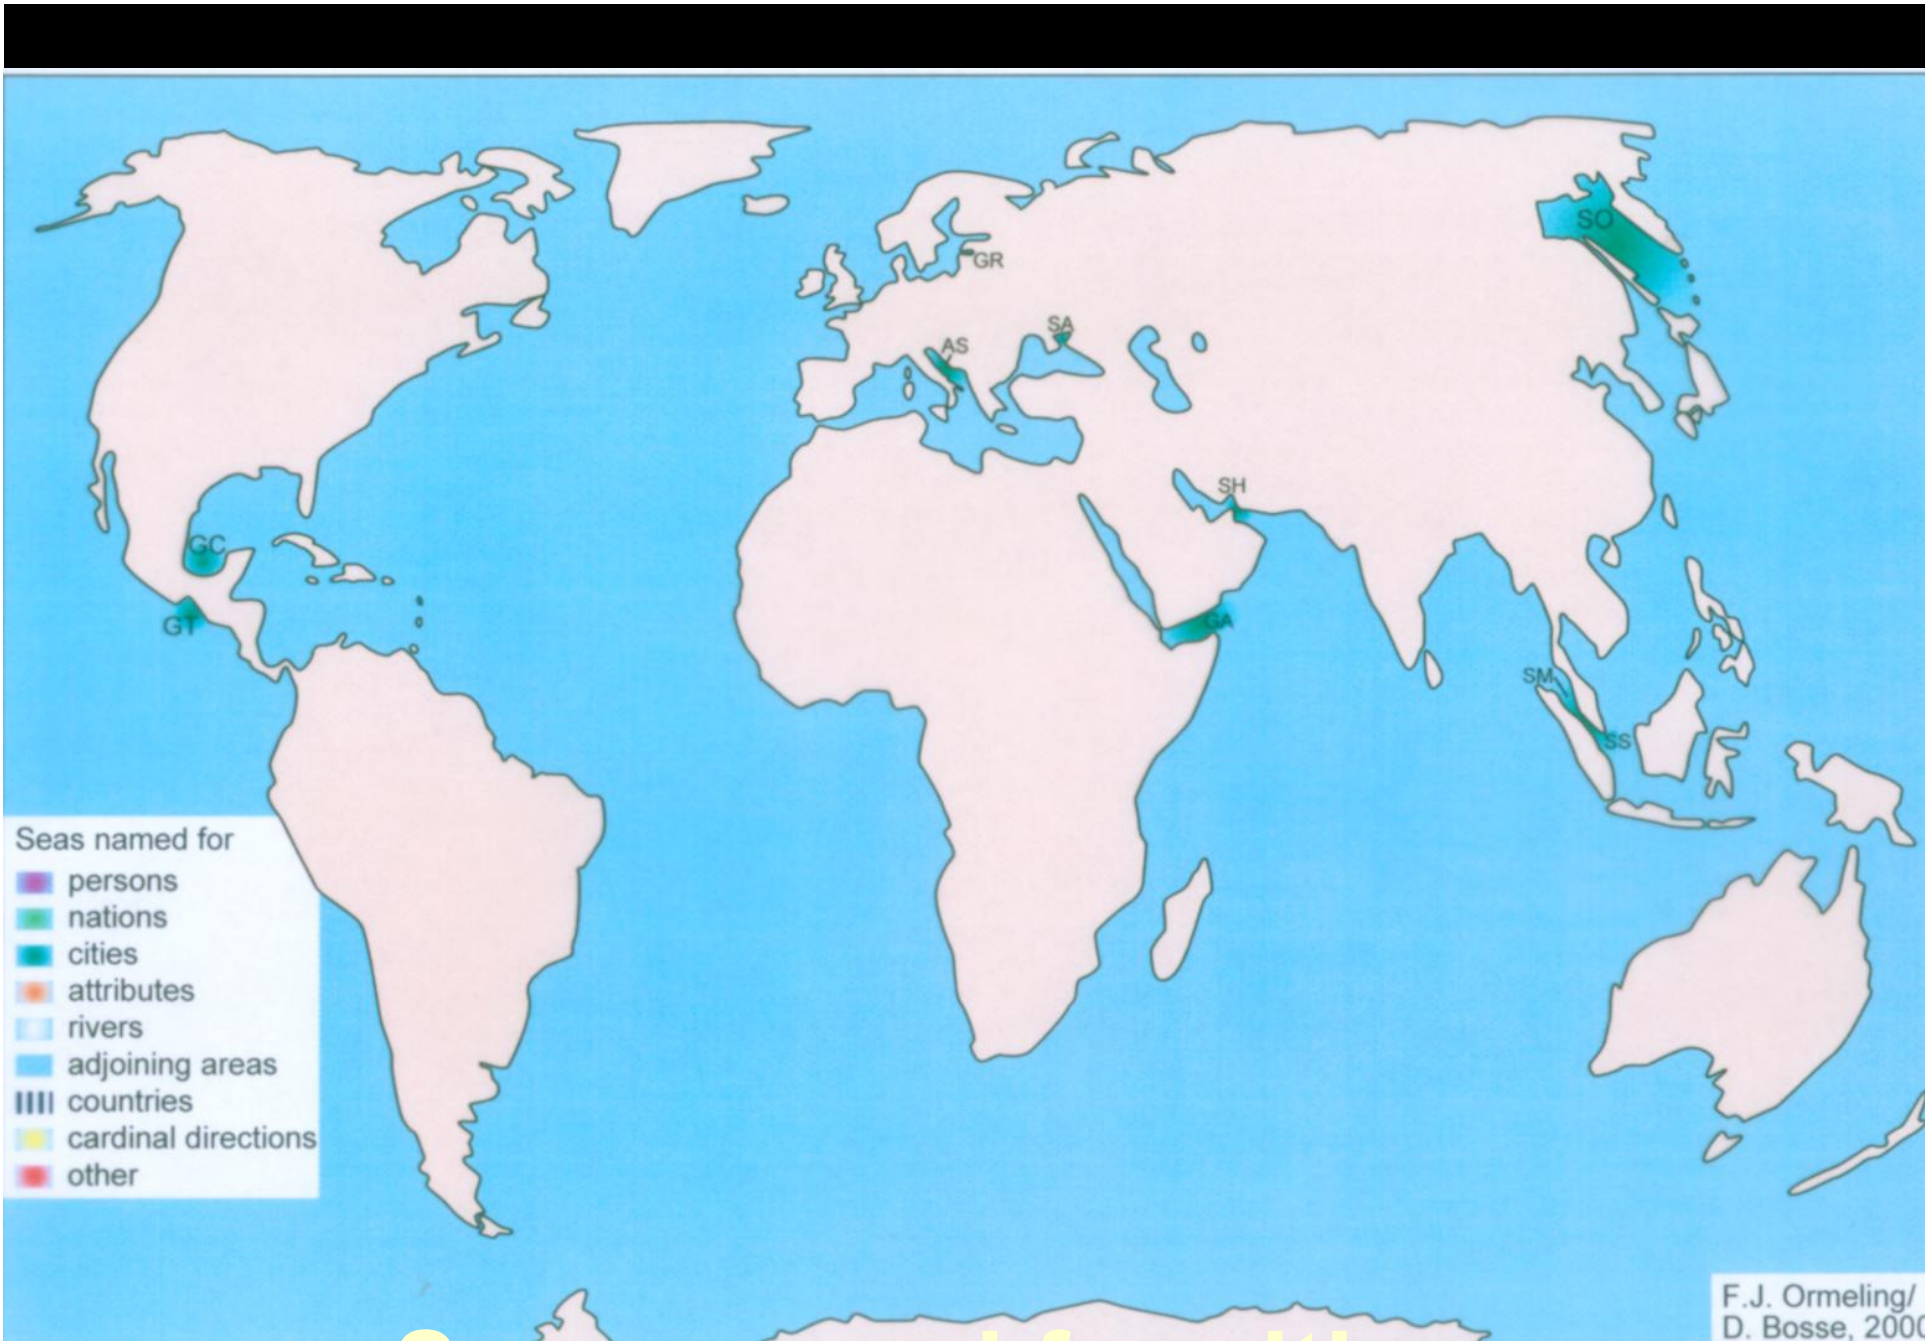 SO
GR
SA
AS
SH
GC
GT
GA
SM
SS
Seas named for
persons
nations
cities
attributes
rivers
adjoining areas
countries
cardinal directions
other
F.J. Ormeling/
D. Bosse, 2000